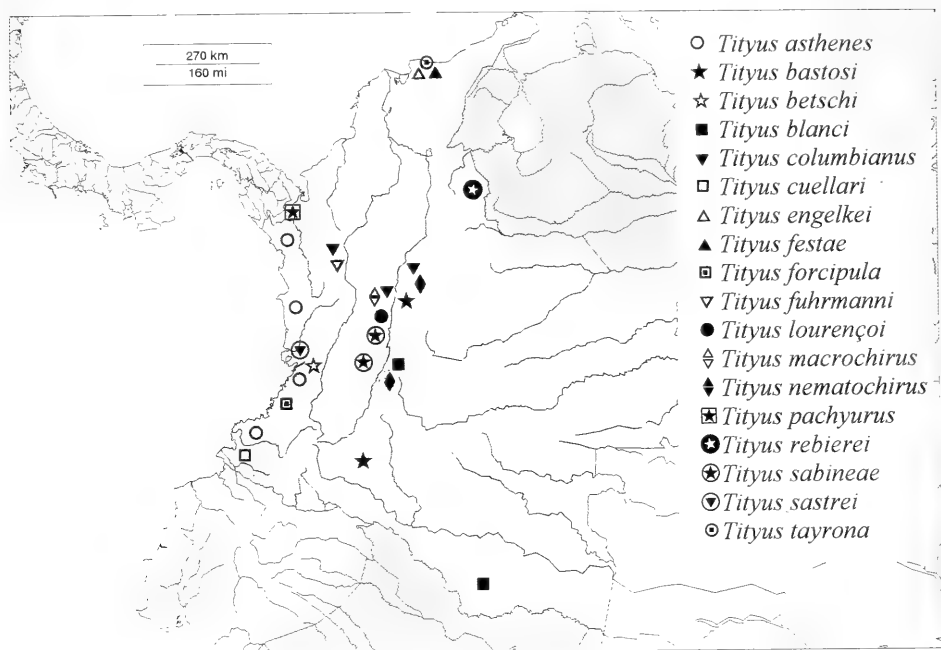 270 km
160 mi
Tityus asthenes
Tityus bastosi
Tityus betschi
Tityus blanci
Tityus columbianus
Tityus cuellari
Tityus engelkei
Tityus festae
Tityus forcipula
Tityus fuhrmanni
Tityus lourençoi
Tityus macrochirus
Tityus nematochirus
Tityus pachyurus
Tityus rebierei
Tityus sabineae
Tityus sastrei
Tityus tayrona